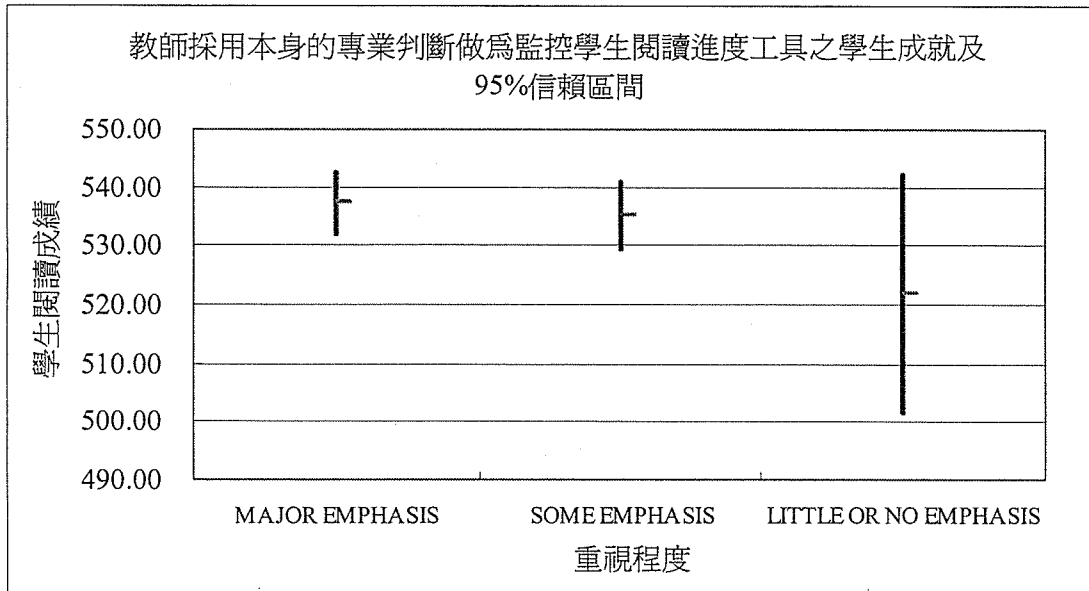 教師採用本身的專業判斷做為監控學生閱讀進度工具之學生成就及
95%信賴區間
學生閱讀成績
550.00
540.00
530.00
520.00
510.00
500.00
490.00
MAJOR EMPHASIS
SOME EMPHASIS
LITTLE OR NO EMPHASIS
重視程度